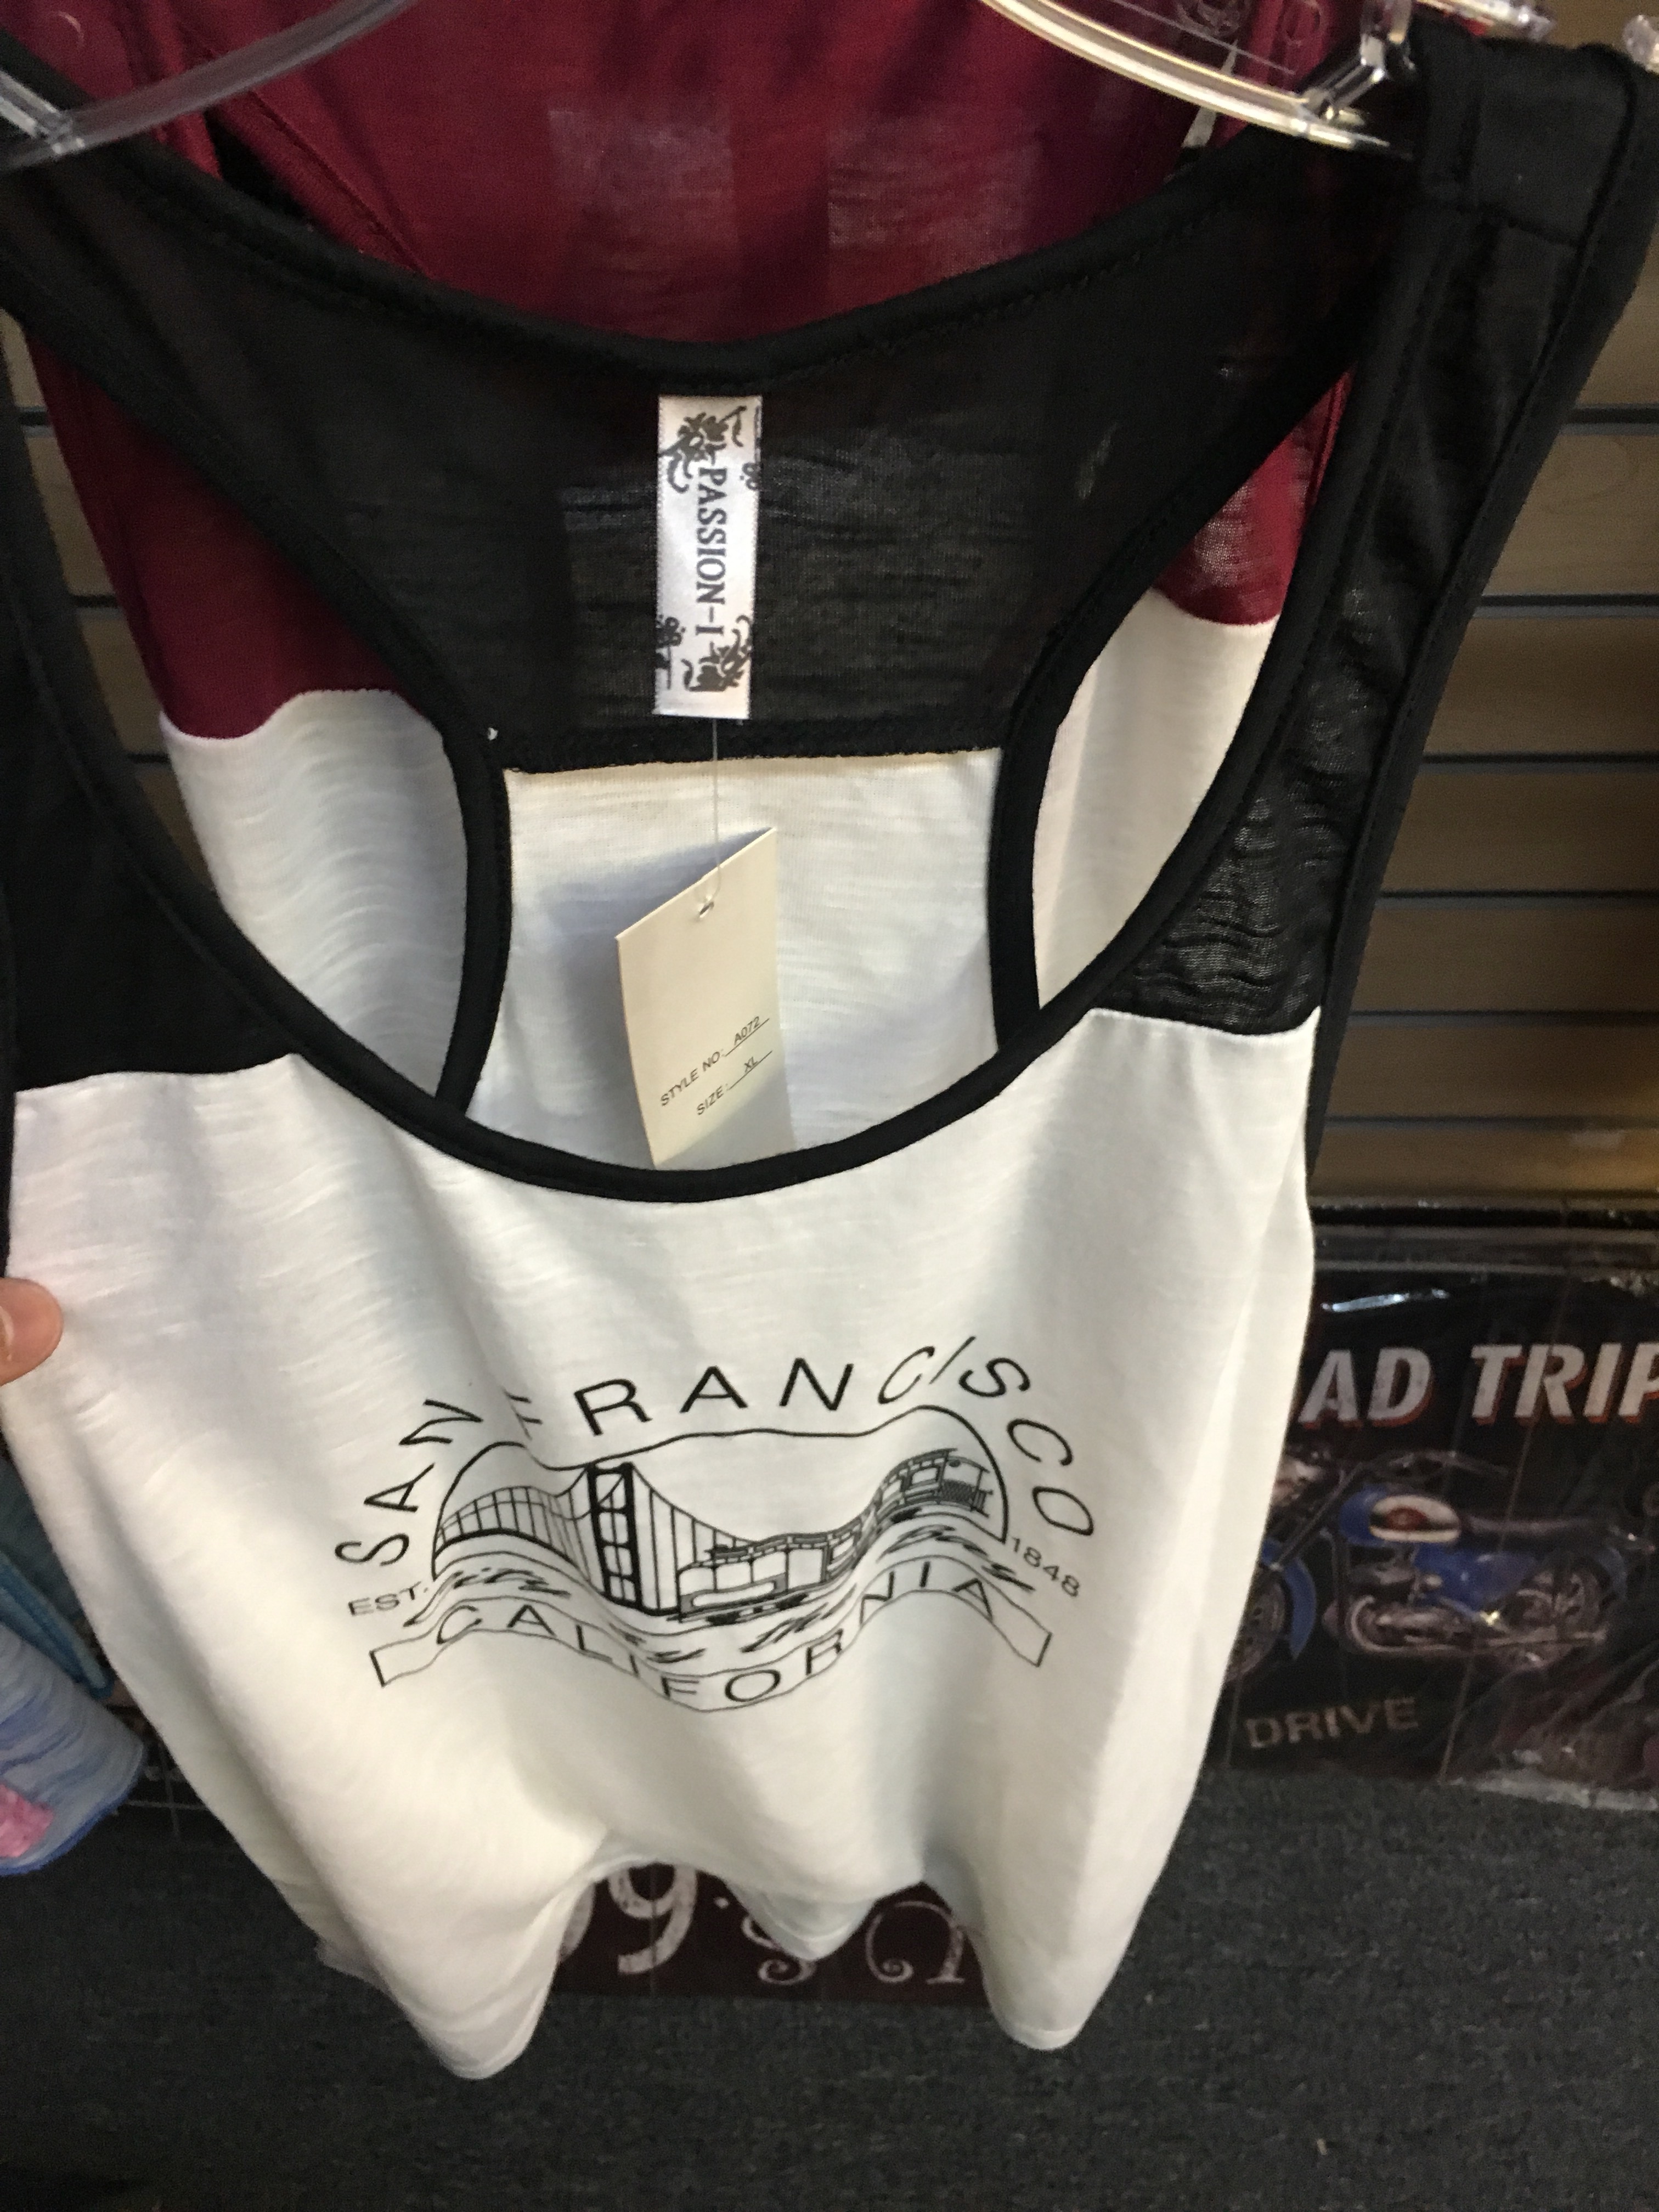 PASSION-I
STYLE NO: A072
SIZE: XL
SAN FRANCISCO
EST. 1848
CALIFORNIA
AD TRIP
DRIVE